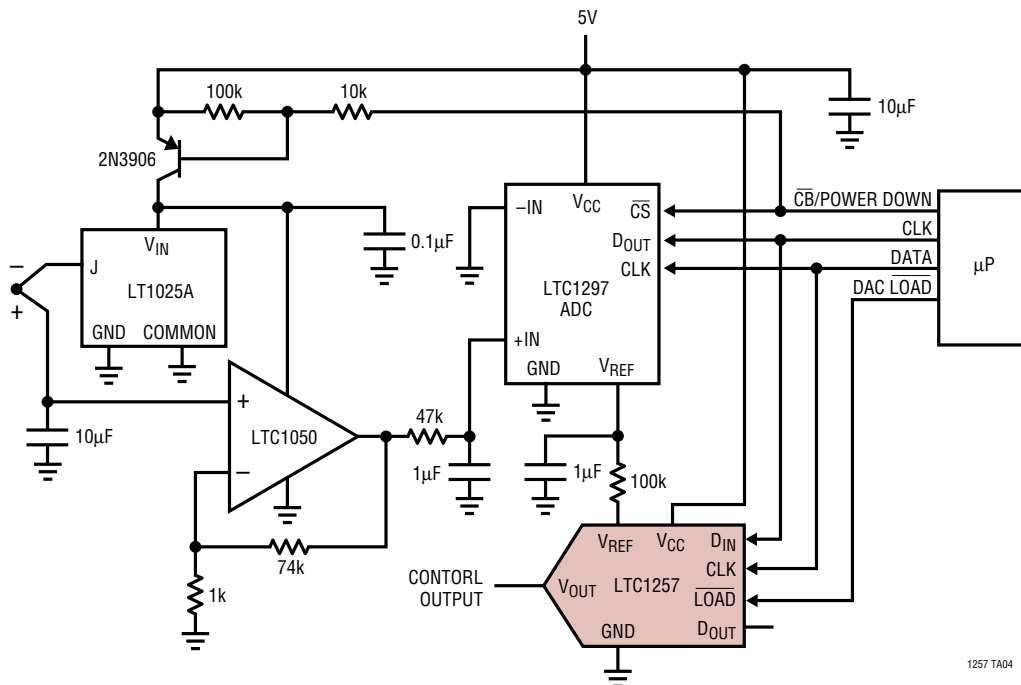 5V
100k
10k
10µF
2N3906
–IN
VCC
CS
CB/POWER DOWN
VIN
0.1µF
DOUT
CLK
J
LT1025A
CLK
DATA
µP
LTC1297
ADC
DAC LOAD
–
+
GND
COMMON
+IN
GND
VREF
+
47k
10µF
LTC1050
–
1µF
1µF
100k
74k
VREF
VCC
DIN
CONTORL
OUTPUT
VOUT
LTC1257
CLK
1k
LOAD
GND
DOUT
1257 TA04